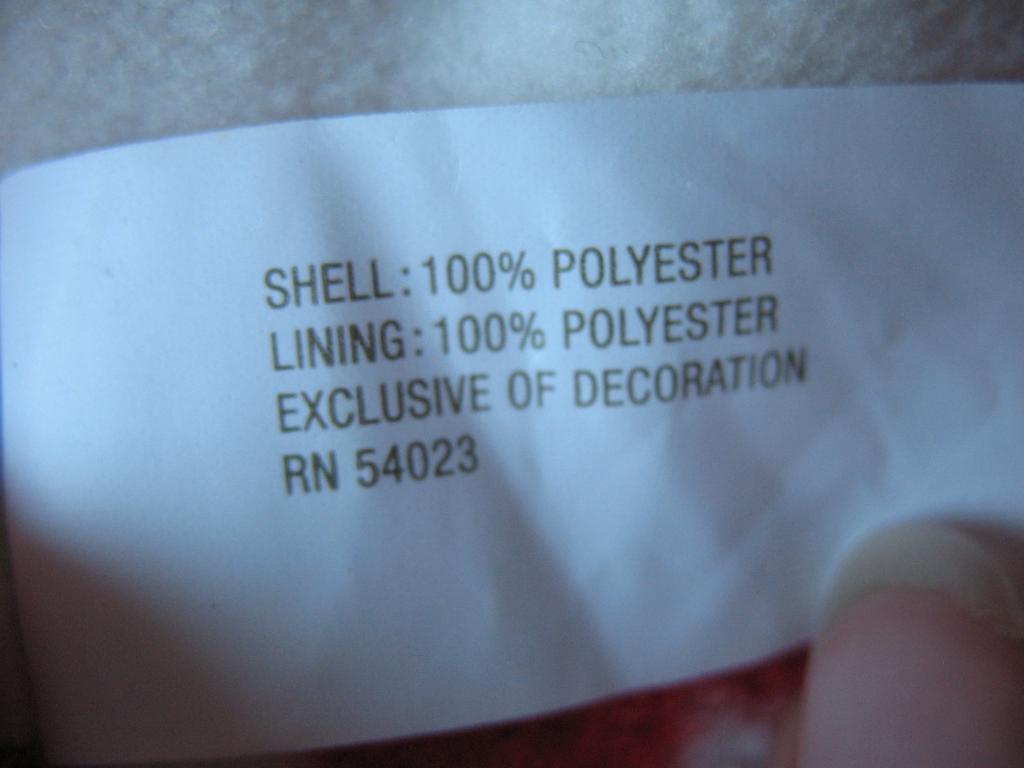 SHELL: 100% POLYESTER
LINING: 100% POLYESTER
EXCLUSIVE OF DECORATION
RN 54023